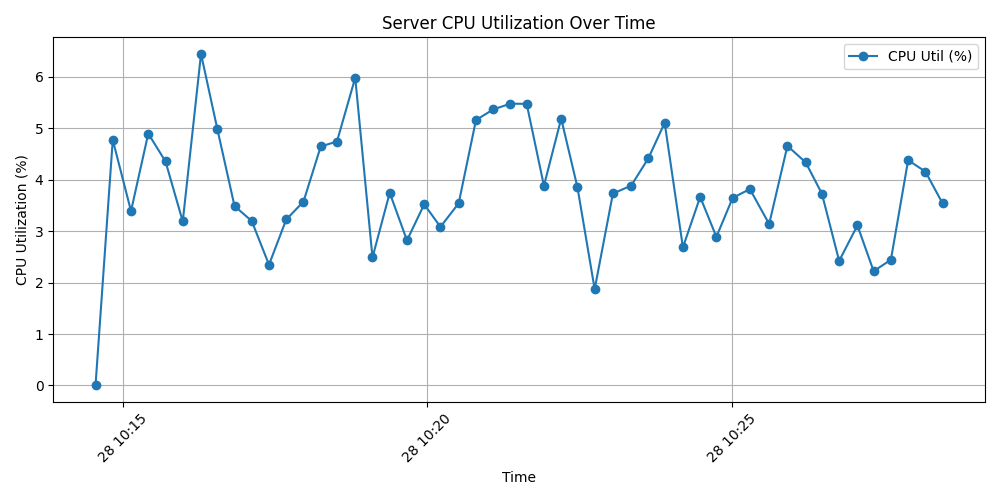 Server CPU Utilization Over Time
CPU Util (%)
CPU Utilization (%)
6
5
4
3
2
1
0
28 10:15
28 10:20
28 10:25
Time